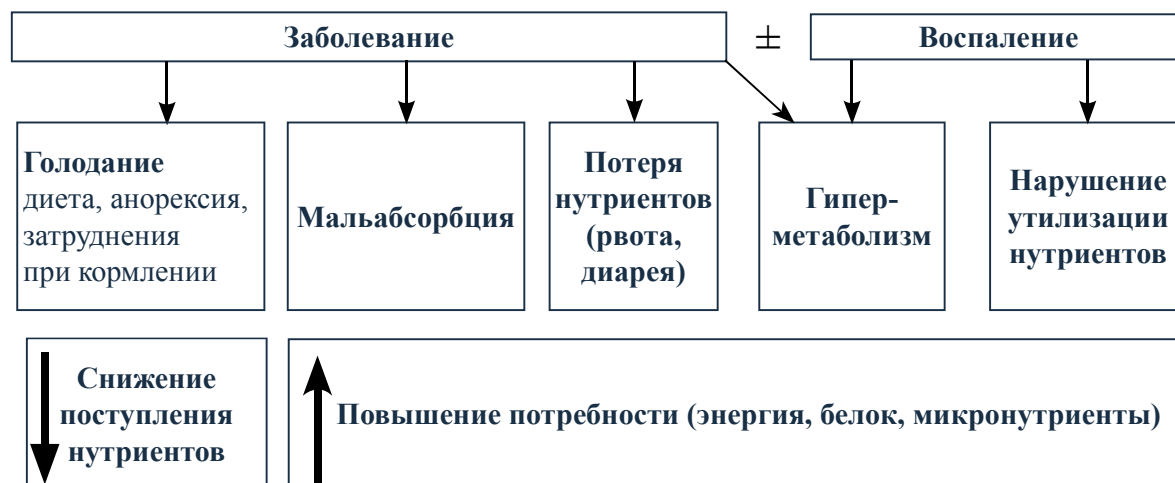 Заболевание
±
Воспаление
Голодание
диета, анорексия,
затруднения
при кормлении
Мальабсорбция
Потеря
нутриентов
(рвота,
диарея)
Гипер-
метаболизм
Нарушение
утилизации
нутриентов
Снижение
поступления
нутриентов
Повышение потребности (энергия, белок, микронутриенты)